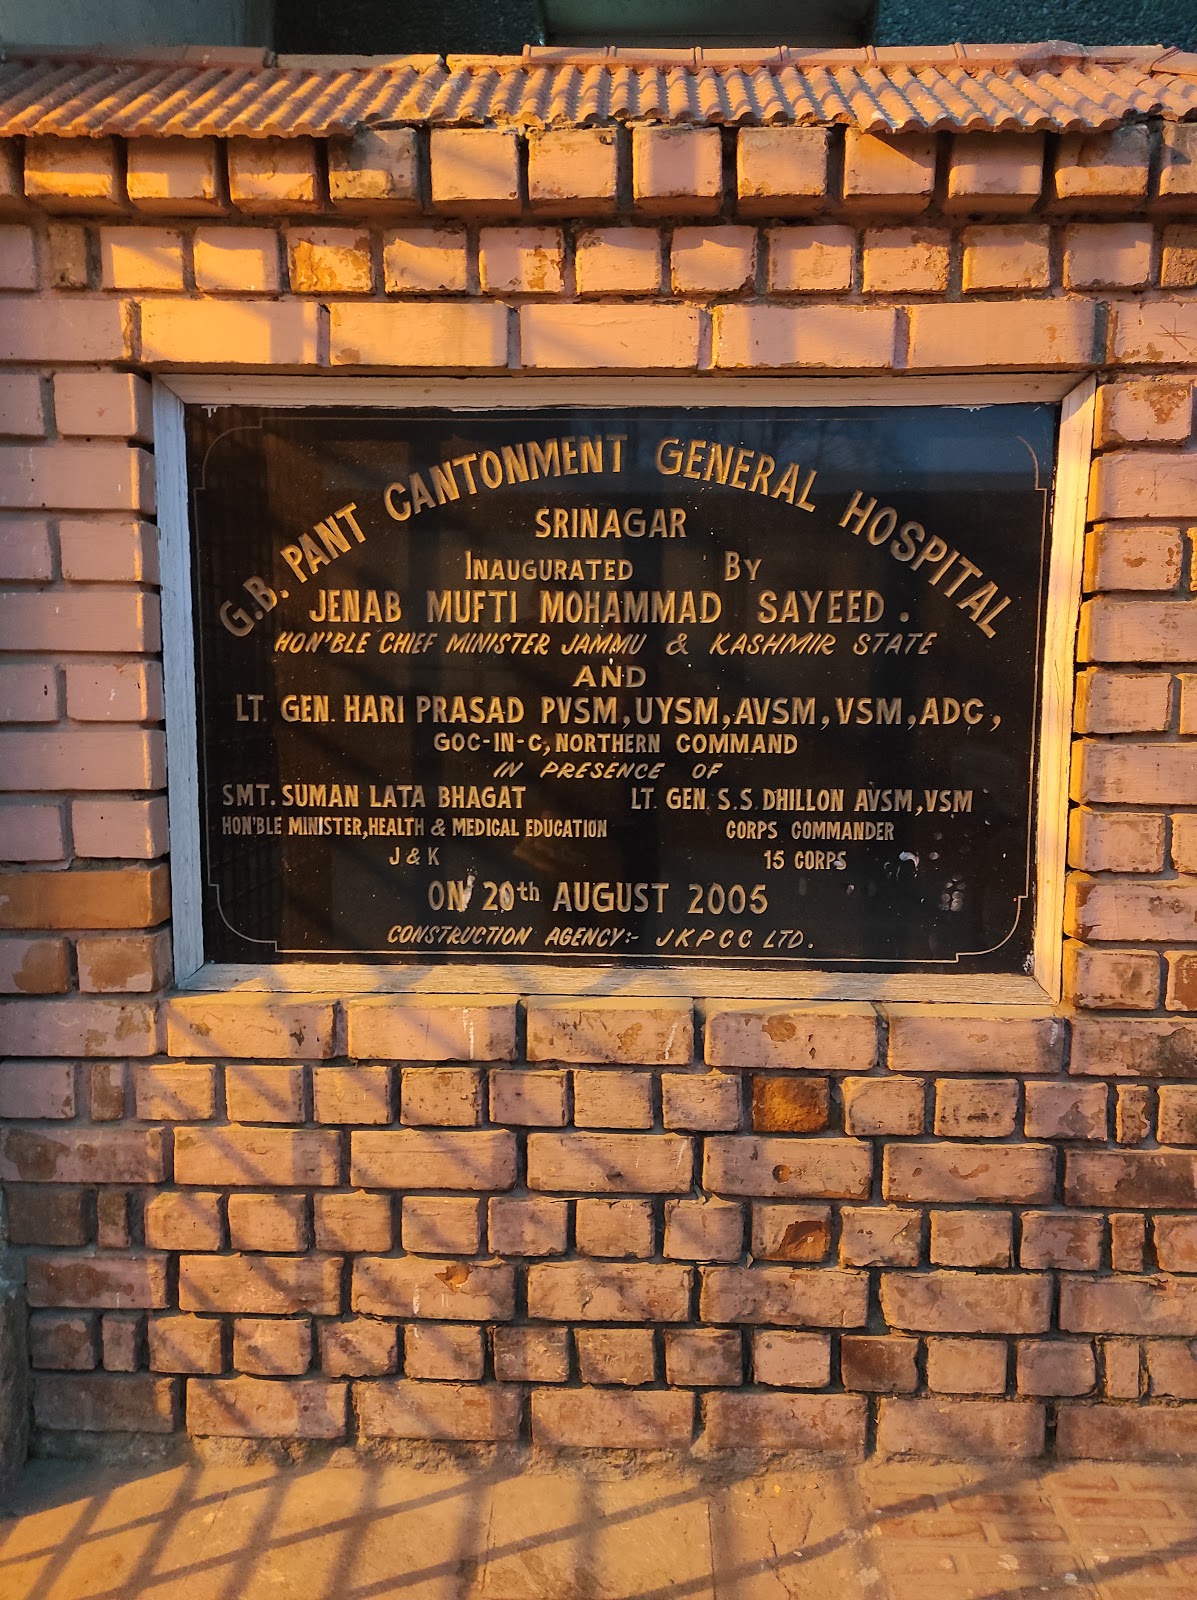 G.B. PANT CANTONMENT GENERAL HOSPITAL
SRINAGAR
INAUGURATED BY
JENAB MUFTI MOHAMMAD SAYEED.
HON'BLE CHIEF MINISTER JAMMU & KASHMIR STATE
AND
LT. GEN. HARI PRASAD PVSM, UYSM, AVSM, VSM, ADC,
GOC-IN-C, NORTHERN COMMAND
IN PRESENCE OF
SMT. SUMAN LATA BHAGAT
HON'BLE MINISTER, HEALTH & MEDICAL EDUCATION
J & K
LT. GEN. S.S. DHILLON AVSM, VSM
CORPS COMMANDER
15 CORPS
ON 20th AUGUST 2005
CONSTRUCTION AGENCY:- JKPCC LTD.